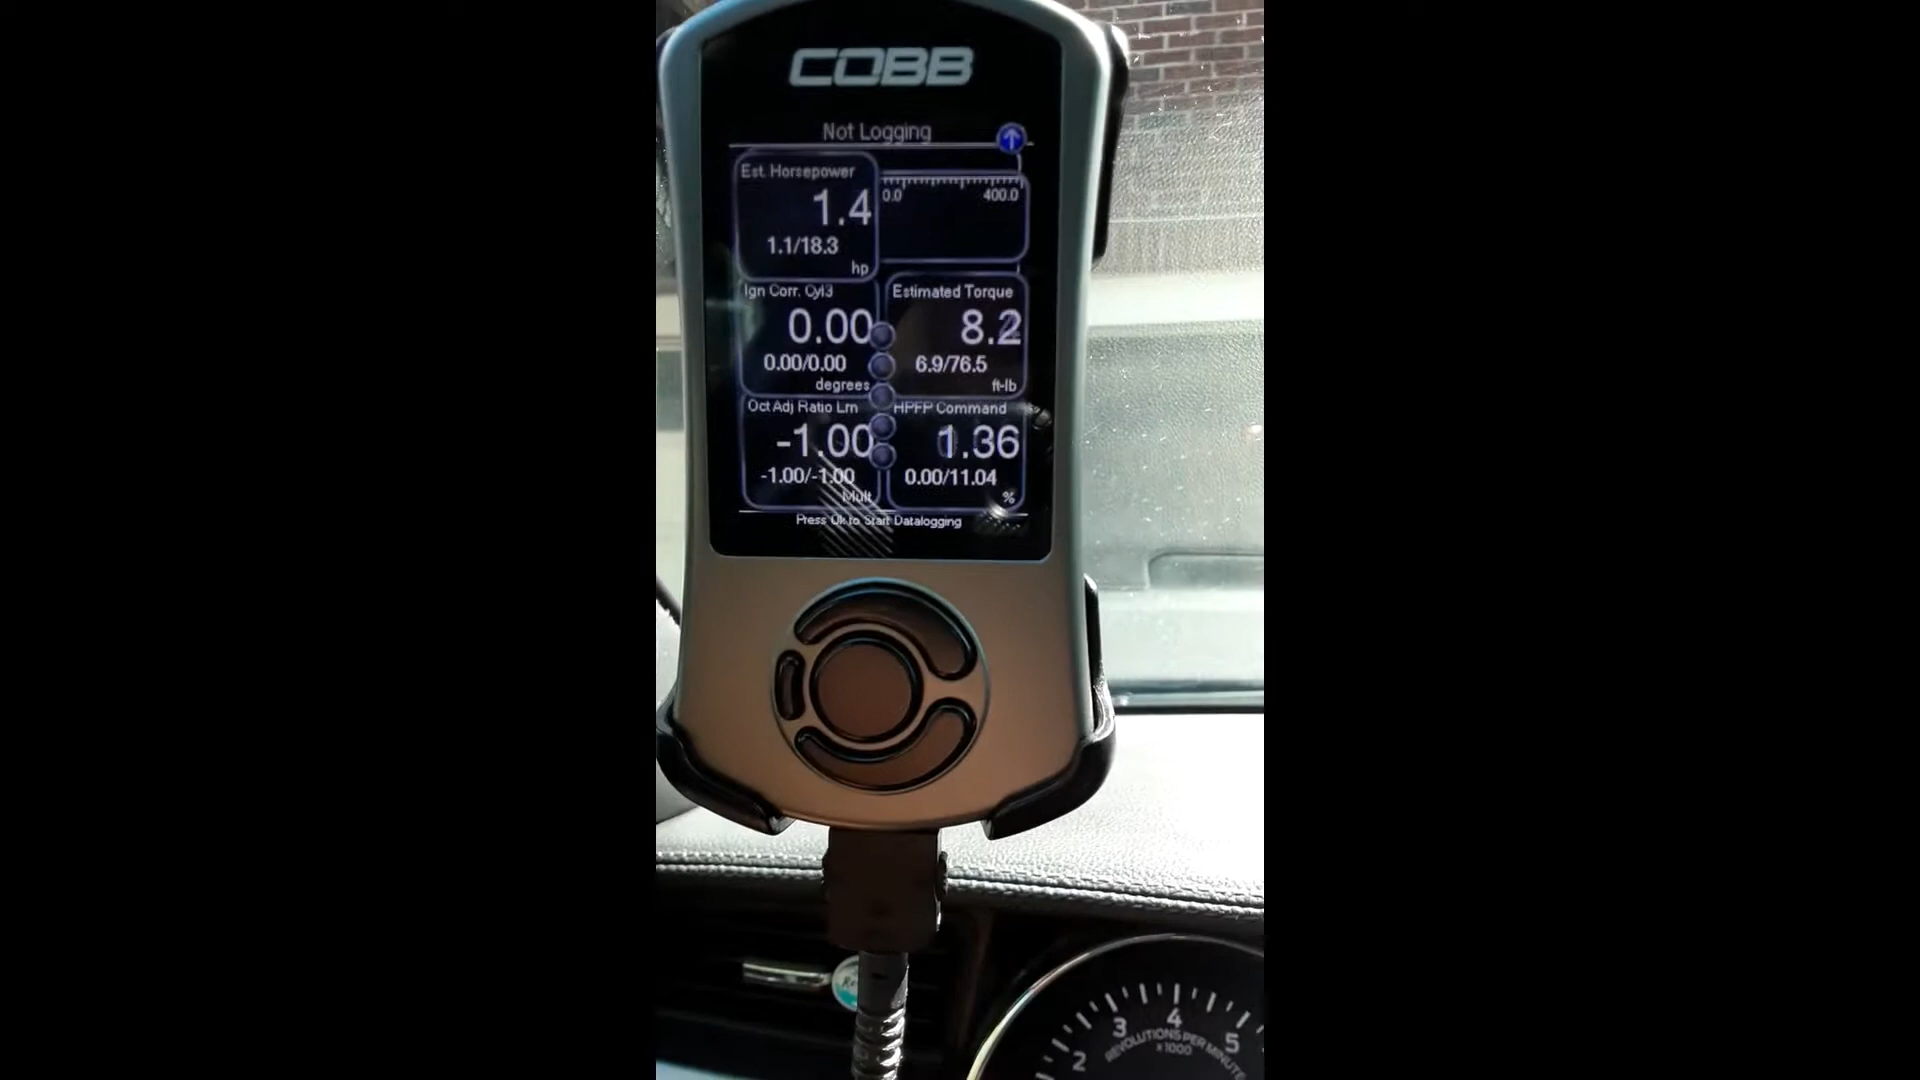 COBB
Not Logging
Est. Horsepower
1.4
1.1/18.3
hp
0.0 400.0
Ign Corr. Cyl3
0.00
0.00/0.00
degrees
Estimated Torque
8.2
6.9/76.5
ft-lb
Oct Adj Ratio Lrn
-1.00
-1.00/-1.00
Mult
HPFP Command
1.36
0.00/11.04
%
Press Ok to Start Datalogging
2 3 4 5
REVOLUTIONS PER MINUTE
x1000